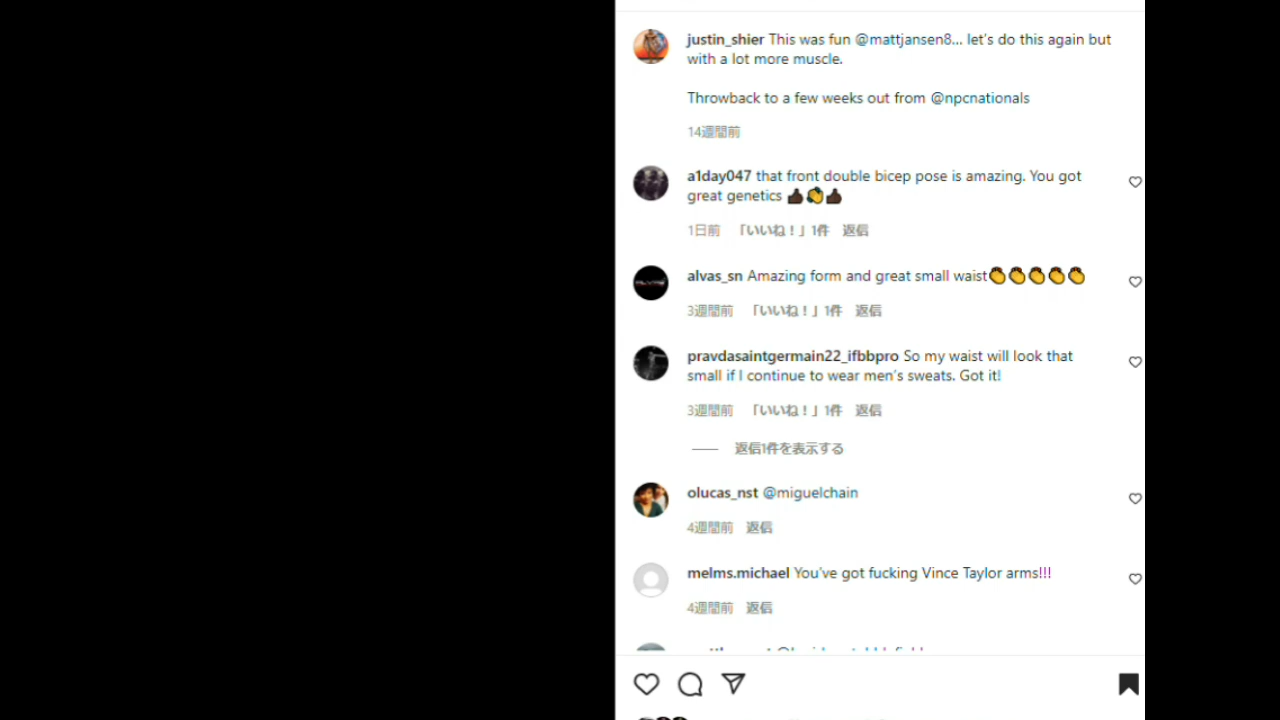 justin_shier This was fun @mattjansen8... let's do this again but
with a lot more muscle.
Throwback to a few weeks out from @npcnationals
14週間前
a1day047 that front double bicep pose is amazing. You got
great genetics 👍🏿👏👍🏿
1日前 「いいね！」1件 返信
alvas_sn Amazing form and great small waist👏👏👏👏👏
3週間前 「いいね！」1件 返信
pravdasaintgermain22_ifbbpro So my waist will look that
small if I continue to wear men's sweats. Got it!
3週間前 「いいね！」1件 返信
返信1件を表示する
olucas_nst @miguelchain
4週間前 返信
melms.michael You've got fucking Vince Taylor arms!!!
4週間前 返信